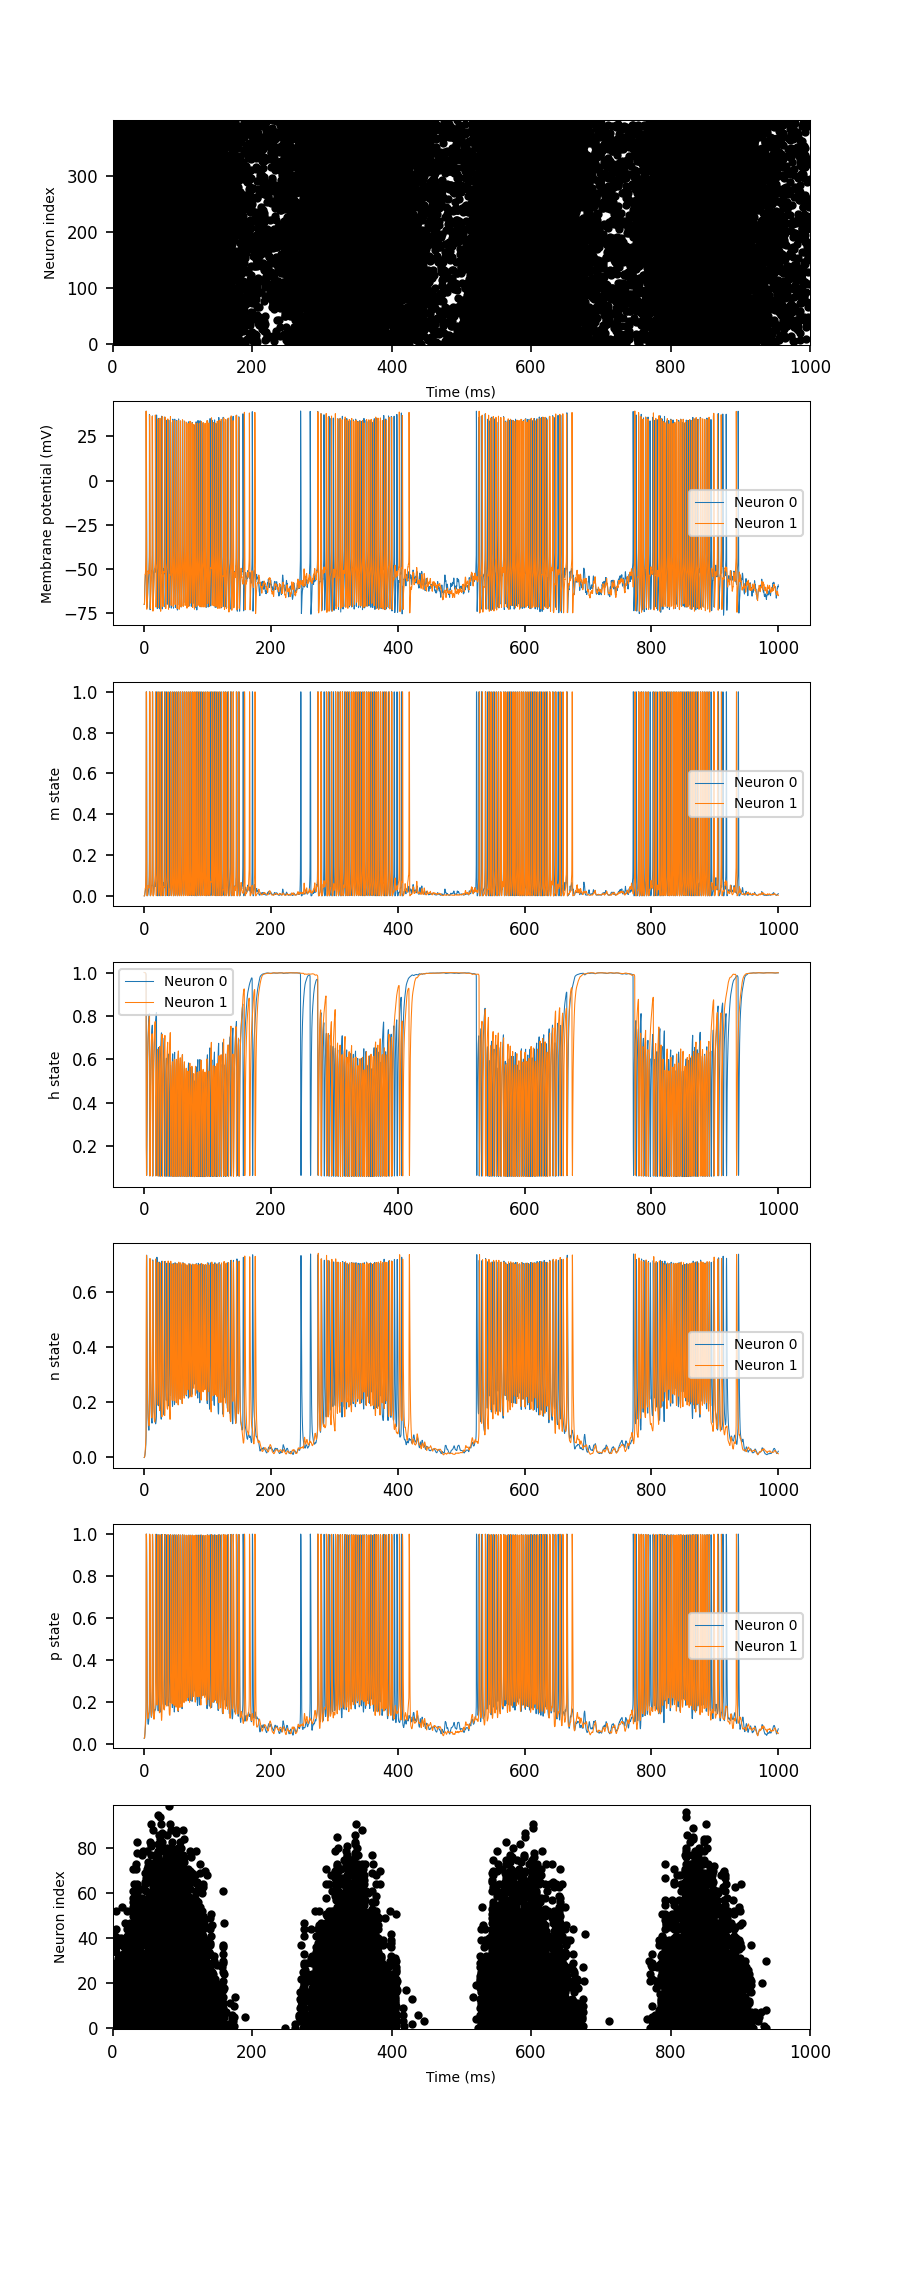 Neuron index
300
200
100
0
0 200 400 600 800 1000
Time (ms)
Membrane potential (mV)
25
0
−25
−50
−75
Neuron 0
Neuron 1
0 200 400 600 800 1000
m state
1.0
0.8
0.6
0.4
0.2
0.0
Neuron 0
Neuron 1
0 200 400 600 800 1000
h state
1.0
0.8
0.6
0.4
0.2
Neuron 0
Neuron 1
0 200 400 600 800 1000
n state
0.6
0.4
0.2
0.0
Neuron 0
Neuron 1
0 200 400 600 800 1000
p state
1.0
0.8
0.6
0.4
0.2
0.0
Neuron 0
Neuron 1
0 200 400 600 800 1000
Neuron index
80
60
40
20
0
0 200 400 600 800 1000
Time (ms)